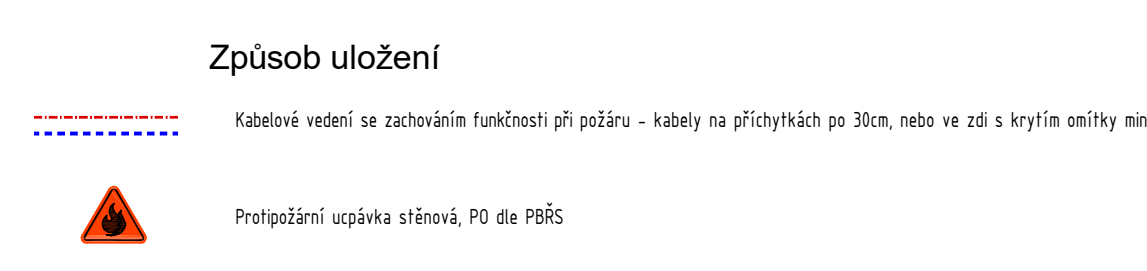 Způsob uložení
Kabelové vedení se zachováním funkčnosti při požáru - kabely na příchytkách po 30cm, nebo ve zdi s krytím omítky min
Protipožární ucpávka stěnová, PO dle PBŘS